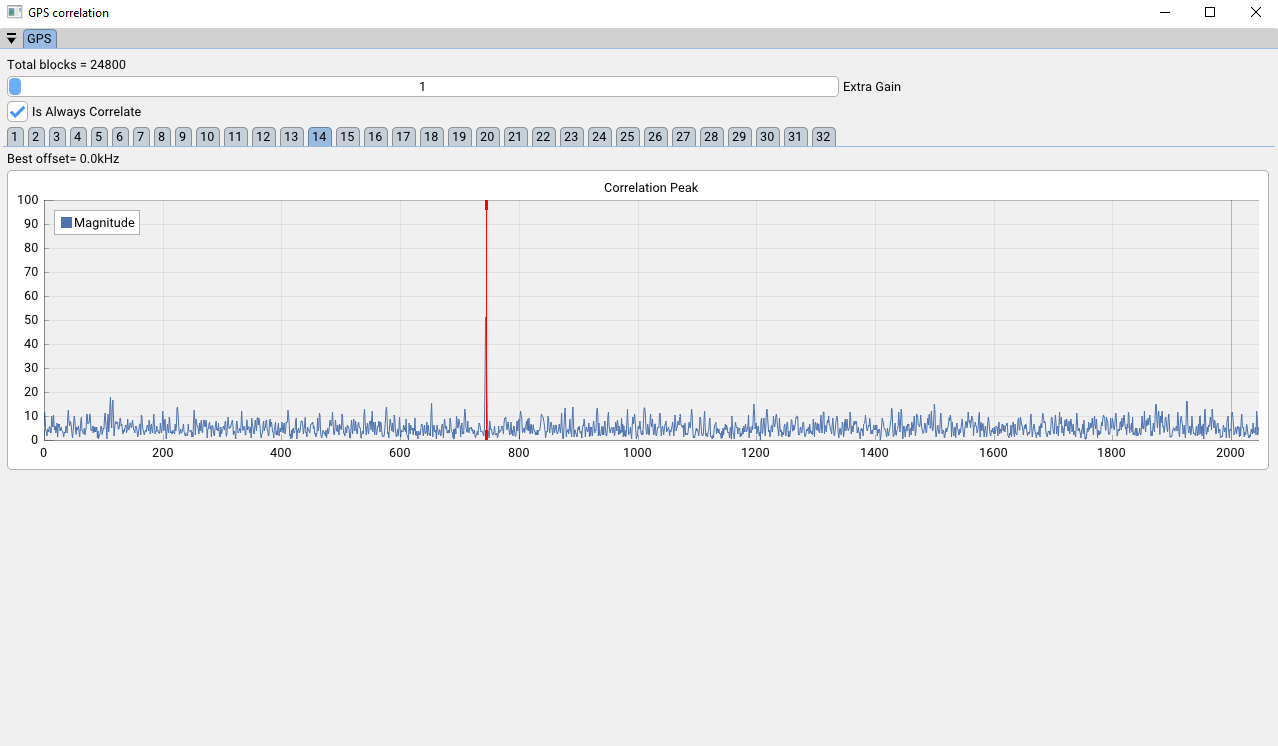 GPS correlation
GPS
Total blocks = 24800
1 Extra Gain
Is Always Correlate
1 2 3 4 5 6 7 8 9 10 11 12 13 14 15 16 17 18 19 20 21 22 23 24 25 26 27 28 29 30 31 32
Best offset= 0.0kHz
Correlation Peak
100
90
80
70
60
50
40
30
20
10
0
Magnitude
0 200 400 600 800 1000 1200 1400 1600 1800 2000